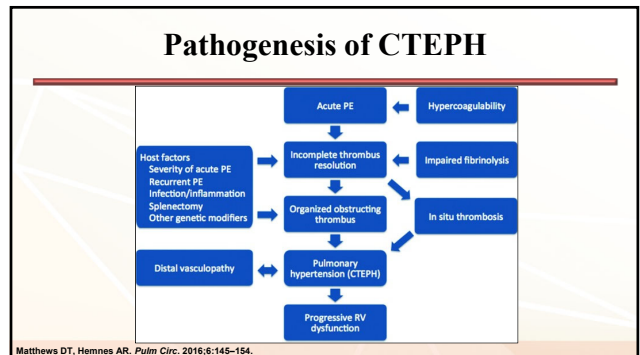 Pathogenesis of CTEPH
Acute PE
Hypercoagulability
Host factors
Severity of acute PE
Recurrent PE
Infection/inflammation
Splenectomy
Other genetic modifiers
Incomplete thrombus
resolution
Impaired fibrinolysis
Organized obstructing
thrombus
In situ thrombosis
Distal vasculopathy
Pulmonary
hypertension (CTEPH)
Progressive RV
dysfunction
Matthews DT, Hemnes AR. Pulm Circ. 2016;6:145–154.